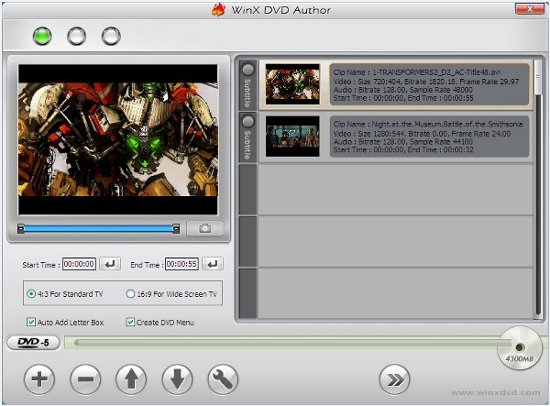 WinX DVD Author
Subtitle
Clip Name : 1-TRANSFORMERS2_D2_AC-Title48.avi
Video : Size 720:404, Bitrate 1820.18, Frame Rate 29.97
Audio : Bitrate 128.00, Sample Rate 48000
Start Time : 00:00:00, End Time : 00:00:55
Subtitle
Clip Name : Night.at.the.Museum.Battle.of.the.Smithsonia
Video : Size 1280:544, Bitrate 0.00, Frame Rate 24.00
Audio : Bitrate 128.00, Sample Rate 44100
Start Time : 00:00:00, End Time : 00:00:32
Start Time : 00:00:00 End Time : 00:00:55
4:3 For Standard TV 16:9 For Wide Screen TV
Auto Add Letter Box Create DVD Menu
DVD-5
4300MB
www.winxdvd.com